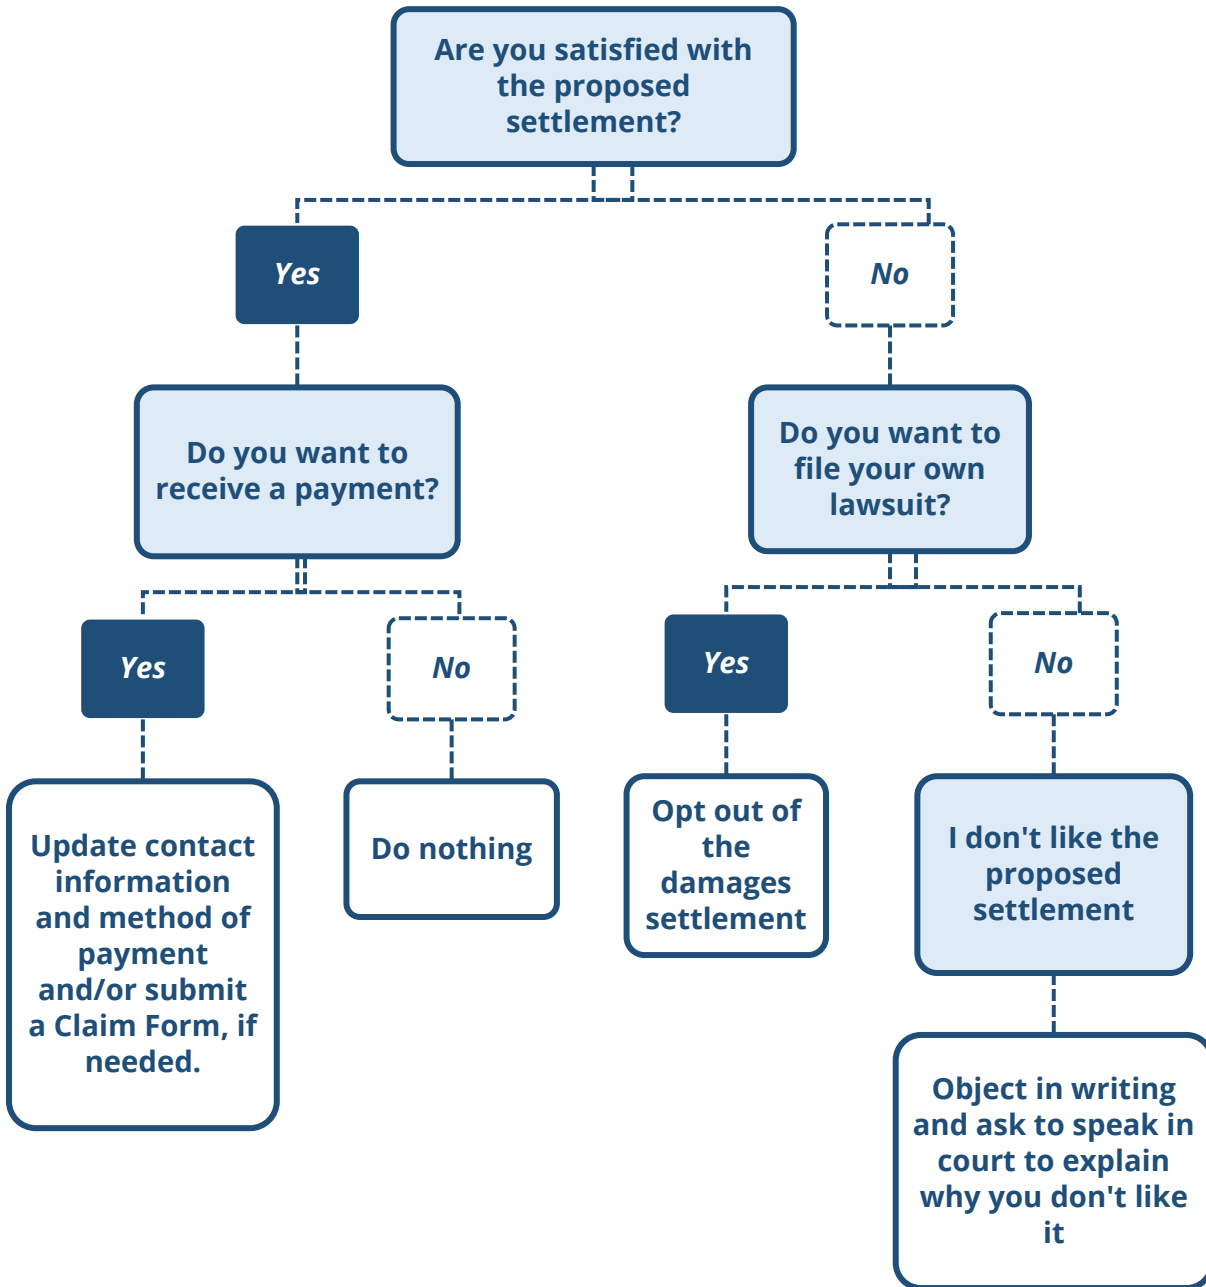 Are you satisfied with
the proposed
settlement?
Yes
No
Do you want to
receive a payment?
Do you want to
file your own
lawsuit?
Yes
No
Yes
No
Update contact
information
and method of
payment
and/or submit
a Claim Form, if
needed.
Do nothing
Opt out of
the
damages
settlement
I don't like the
proposed
settlement
Object in writing
and ask to speak in
court to explain
why you don't like
it